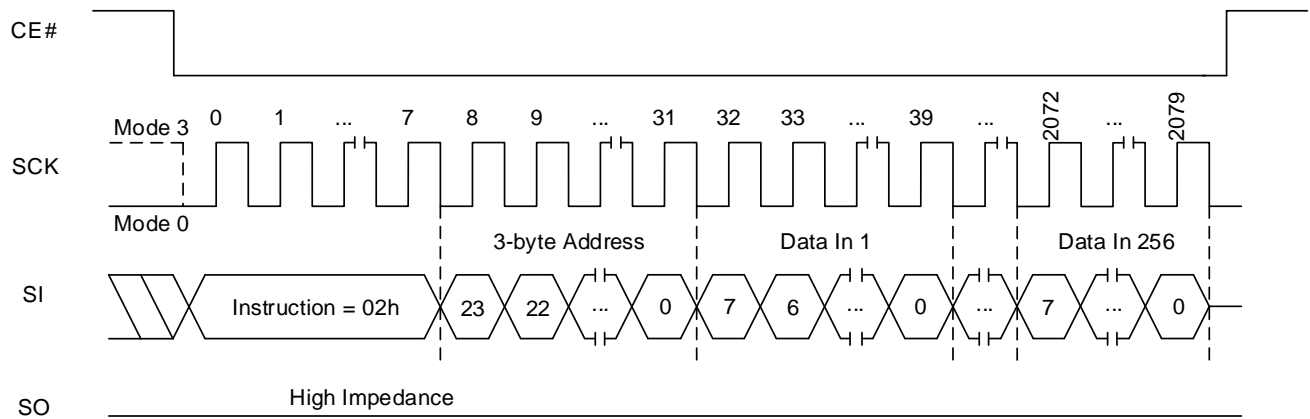 CE#
0 1 ... 7 8 9 ... 31 32 33 ... 39 ... 2072 ... 2079
Mode 3
SCK
Mode 0
3-byte Address Data In 1 Data In 256
SI Instruction = 02h 23 22 ... 0 7 6 ... 0 ... 7 ... 0
High Impedance
SO